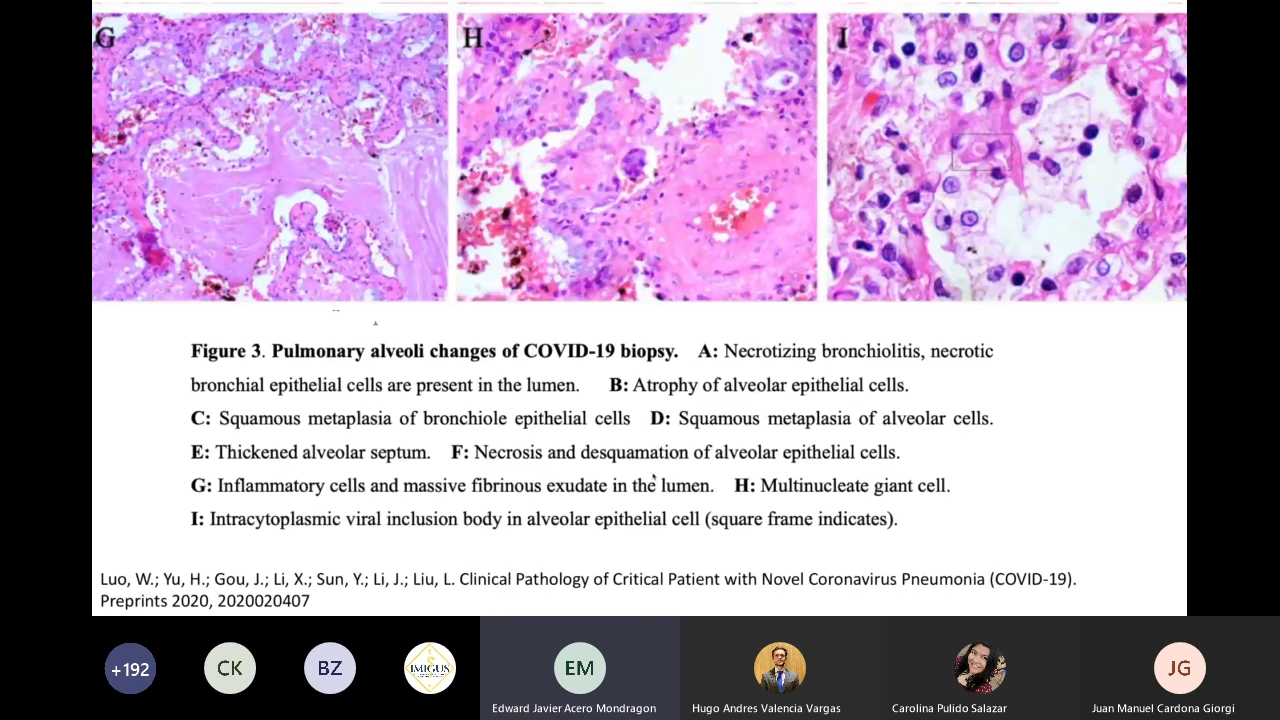 G
H
I
Figure 3. Pulmonary alveoli changes of COVID-19 biopsy. A: Necrotizing bronchiolitis, necrotic
bronchial epithelial cells are present in the lumen. B: Atrophy of alveolar epithelial cells.
C: Squamous metaplasia of bronchiole epithelial cells D: Squamous metaplasia of alveolar cells.
E: Thickened alveolar septum. F: Necrosis and desquamation of alveolar epithelial cells.
G: Inflammatory cells and massive fibrinous exudate in the lumen. H: Multinucleate giant cell.
I: Intracytoplasmic viral inclusion body in alveolar epithelial cell (square frame indicates).
Luo, W.; Yu, H.; Gou, J.; Li, X.; Sun, Y.; Li, J.; Liu, L. Clinical Pathology of Critical Patient with Novel Coronavirus Pneumonia (COVID-19).
Preprints 2020, 2020020407
+192
CK
BZ
IMIGUS
EM
JG
Edward Javier Acero Mondragon
Hugo Andres Valencia Vargas
Carolina Pulido Salazar
Juan Manuel Cardona Giorgi